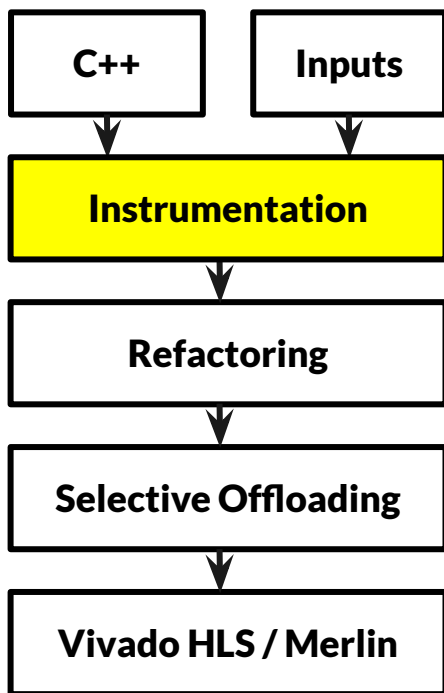 C++
Inputs
Instrumentation
Refactoring
Selective Offloading
Vivado HLS / Merlin